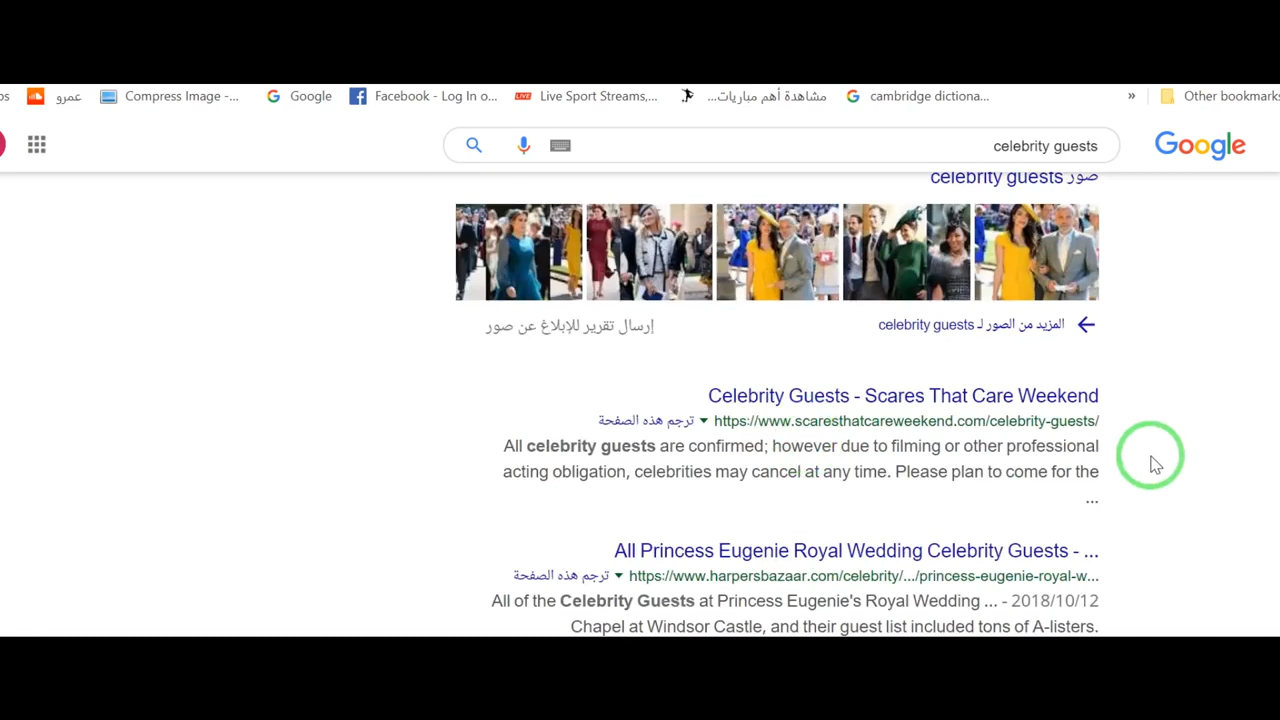 ps
عمرو
Compress Image -...
Google
Facebook - Log In o...
LIVE
Live Sport Streams,...
مشاهدة أهم مباريات...
cambridge dictiona...
»
Other bookmarks
celebrity guests
Google
صور celebrity guests
المزيد من الصور لـ celebrity guests
إرسال تقرير للإبلاغ عن صور
Celebrity Guests - Scares That Care Weekend
https://www.scaresthatcareweekend.com/celebrity-guests/ ترجم هذه الصفحة
All celebrity guests are confirmed; however due to filming or other professional
acting obligation, celebrities may cancel at any time. Please plan to come for the
...
All Princess Eugenie Royal Wedding Celebrity Guests - ...
https://www.harpersbazaar.com/celebrity/.../princess-eugenie-royal-w... ترجم هذه الصفحة
All of the Celebrity Guests at Princess Eugenie's Royal Wedding ... - 2018/10/12
Chapel at Windsor Castle, and their guest list included tons of A-listers.